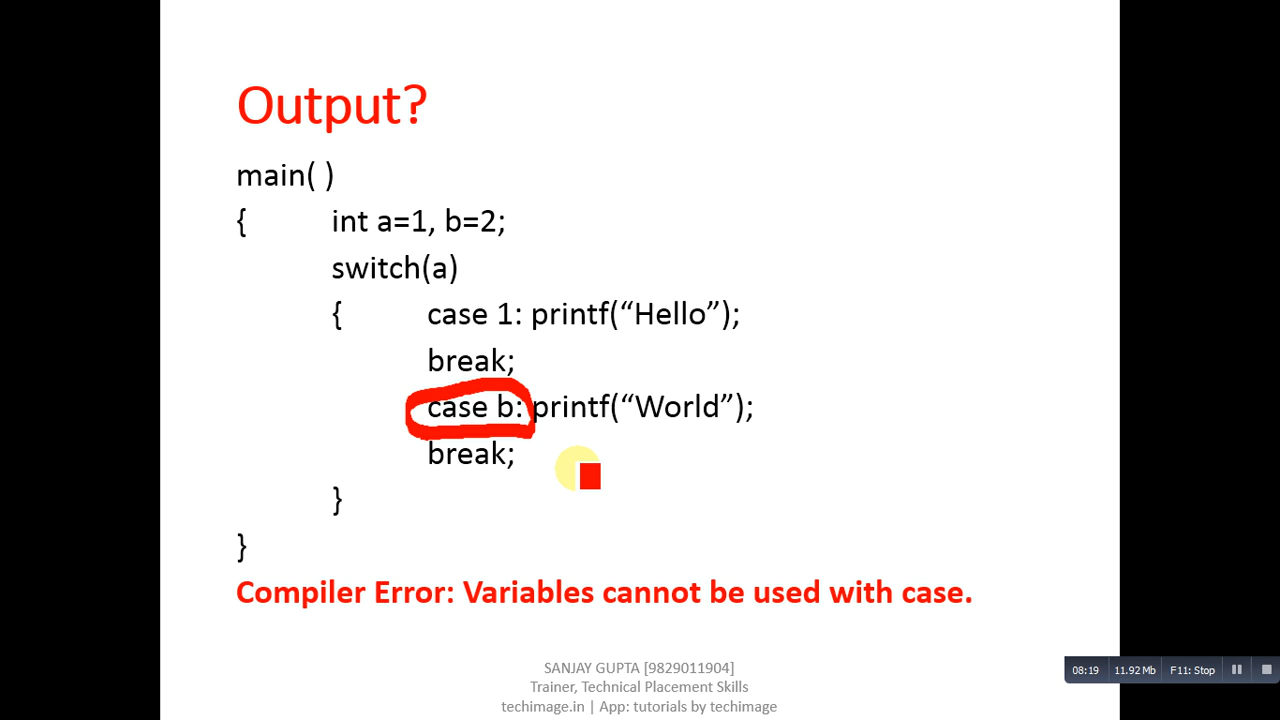 Output?
main( )
{ int a=1, b=2;
switch(a)
{ case 1: printf(“Hello”);
break;
case b: printf(“World”);
break;
}
}
Compiler Error: Variables cannot be used with case.
SANJAY GUPTA [9829011904]
Trainer, Technical Placement Skills
techimage.in | App: tutorials by techimage
08:19 11.92 Mb F11: Stop